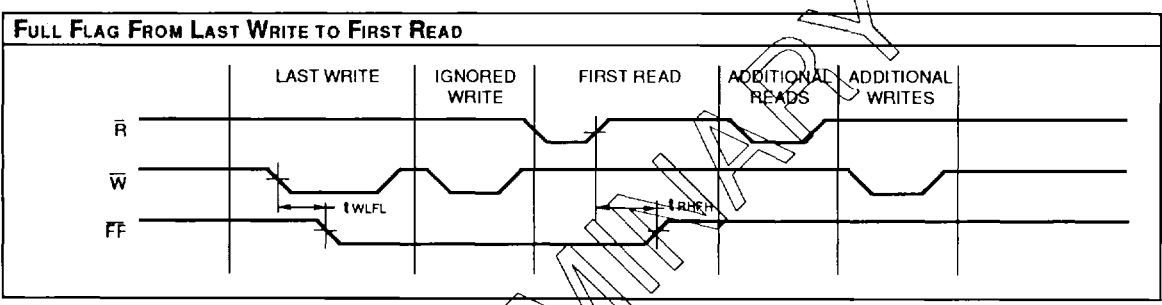 FULL FLAG FROM LAST WRITE TO FIRST READ
LAST WRITE
IGNORED WRITE
FIRST READ
ADDITIONAL READS
ADDITIONAL WRITES
R̅
W̅
tWLFL
tRHFH
F̅F̅
INARY